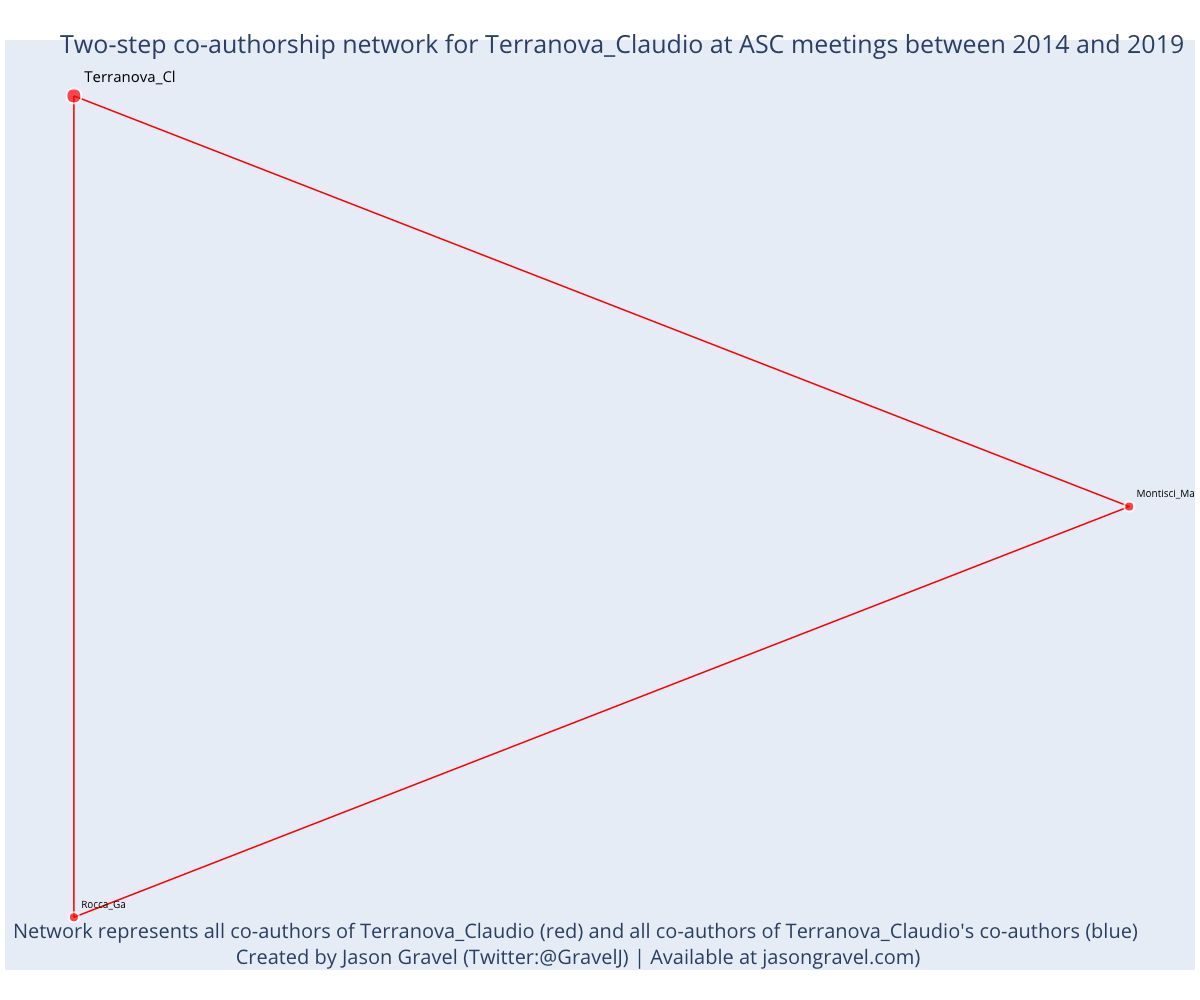 Two-step co-authorship network for Terranova_Claudio at ASC meetings between 2014 and 2019
Terranova_Cl
Montisci_Ma
Rocca_Ga
Network represents all co-authors of Terranova_Claudio (red) and all co-authors of Terranova_Claudio's co-authors (blue)
Created by Jason Gravel (Twitter:@GravelJ) | Available at jasongravel.com)